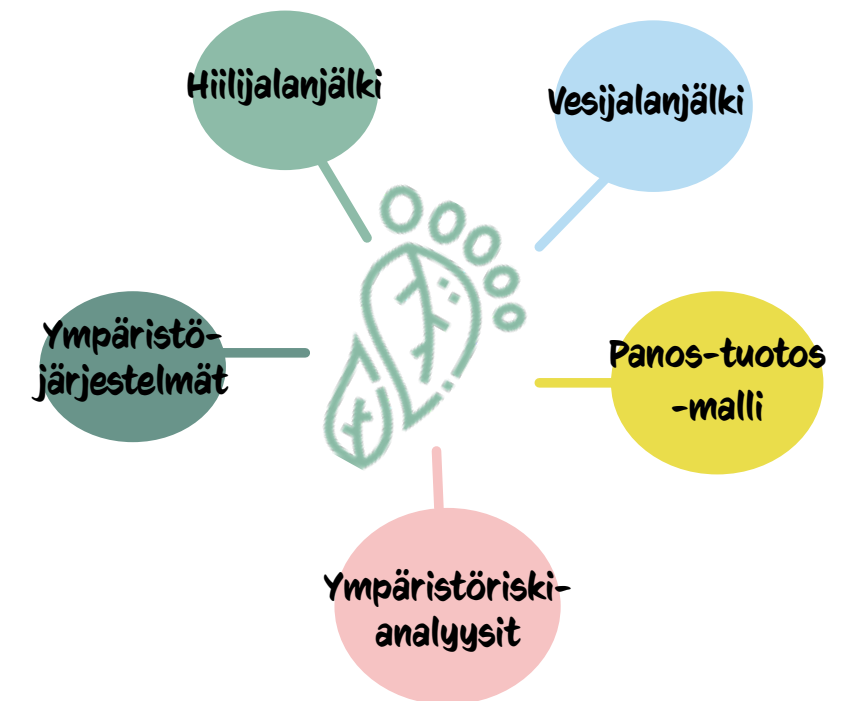 Hiilijalanjälki
Vesijalanjälki
Ympäristö-
järjestelmät
Panos-tuotos
-malli
Ympäristöriski-
analyysit